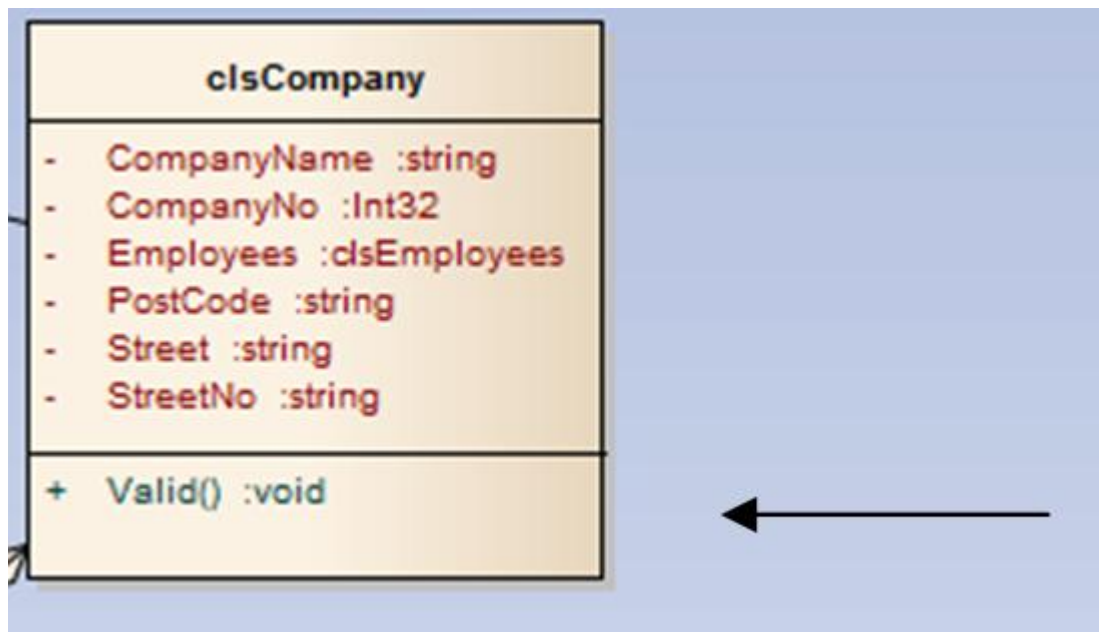 clsCompany
- CompanyName :string
- CompanyNo :Int32
- Employees :clsEmployees
- PostCode :string
- Street :string
- StreetNo :string
+ Valid() :void